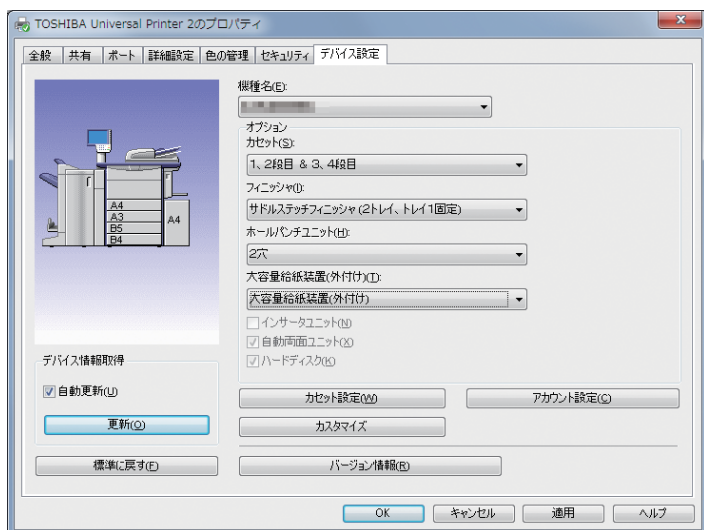 TOSHIBA Universal Printer 2のプロパティ
全般 共有 ポート 詳細設定 色の管理 セキュリティ デバイス設定
機種名(E):
オプション
カセット(S):
1、2段目 & 3、4段目
フィニッシャ(I):
サドルステッチフィニッシャ(2トレイ、トレイ1固定)
ホールパンチユニット(H):
2穴
大容量給紙装置(外付け)(T):
大容量給紙装置(外付け)
インサータユニット(N)
自動両面ユニット(X)
ハードディスク(K)
A4
A3
B5
B4
A4
デバイス情報取得
自動更新(U)
更新(O)
標準に戻す(F)
カセット設定(W) アカウント設定(C)
カスタマイズ
バージョン情報(R)
OK キャンセル 適用 ヘルプ